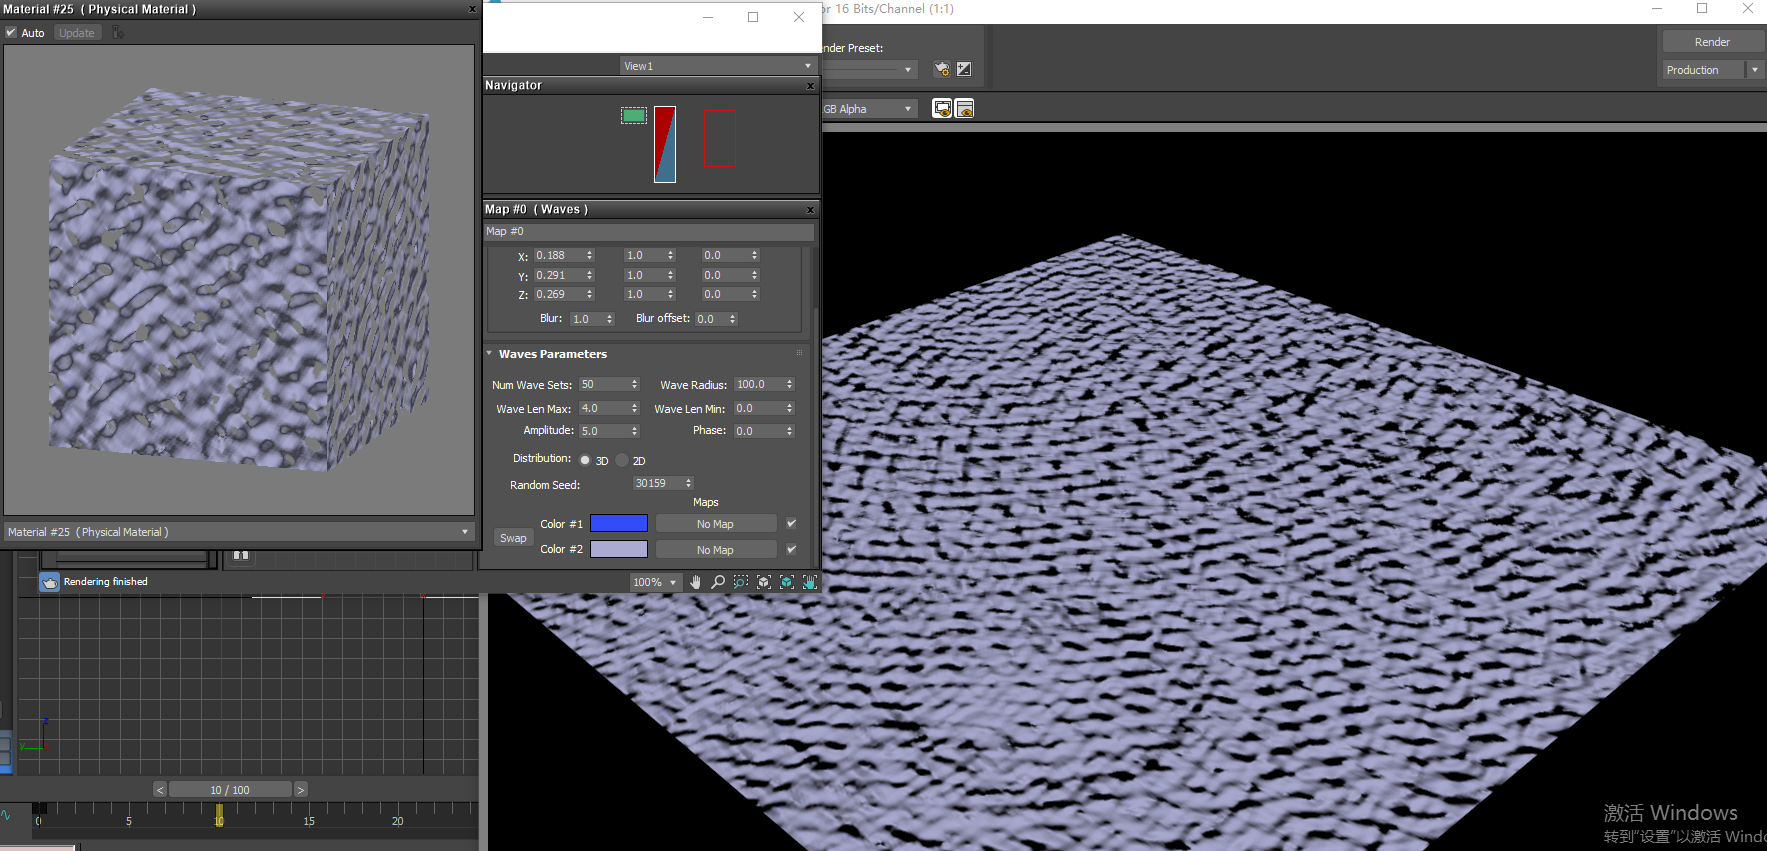 Material #25  ( Physical Material )
x
Auto
Update
Material #25  ( Physical Material )
View1
Navigator
x
Map #0  ( Waves )
x
Map #0
X: 0.188 1.0 0.0
Y: 0.291 1.0 0.0
Z: 0.269 1.0 0.0
Blur: 1.0 Blur offset: 0.0
Waves Parameters
Num Wave Sets: 50 Wave Radius: 100.0
Wave Len Max: 4.0 Wave Len Min: 0.0
Amplitude: 5.0 Phase: 0.0
Distribution: 3D 2D
Random Seed: 30159
Maps
Color #1 No Map
Swap
Color #2 No Map
100%
Rendering finished
16 Bits/Channel (1:1)
Preset:
Render
Production
Alpha
z
y
< 10 / 100 >
0 5 10 15 20
激活 Windows
转到"设置"以激活